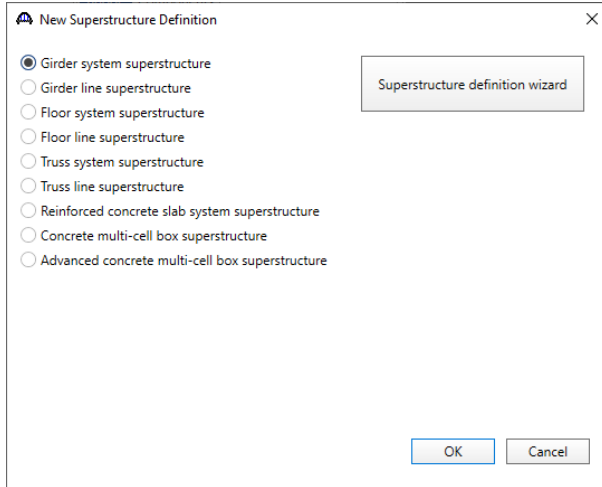 New Superstructure Definition
Girder system superstructure
Superstructure definition wizard
Girder line superstructure
Floor system superstructure
Floor line superstructure
Truss system superstructure
Truss line superstructure
Reinforced concrete slab system superstructure
Concrete multi-cell box superstructure
Advanced concrete multi-cell box superstructure
OK
Cancel